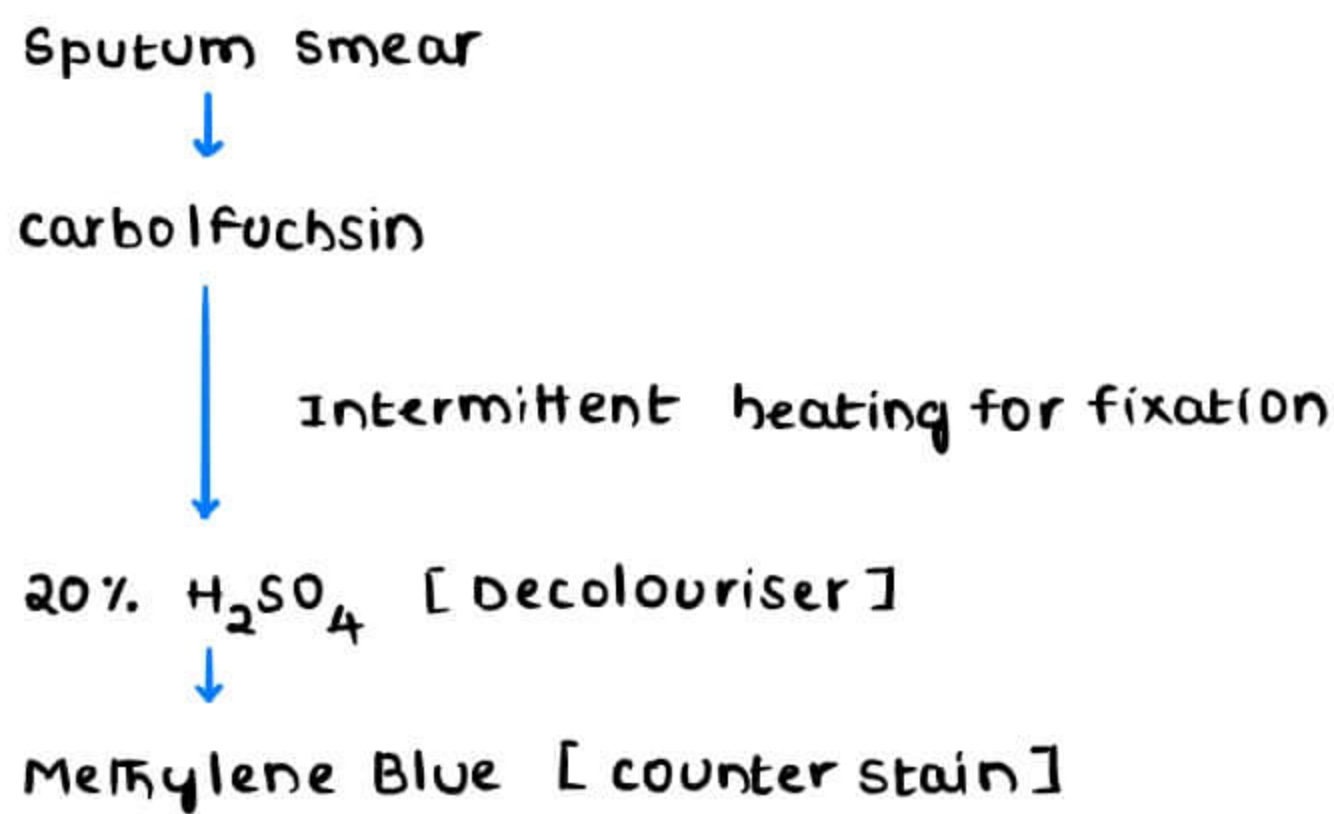 Sputum smear
carbolfuchsin
Intermittent heating for fixation
20% H₂SO₄ [Decolouriser]
Methylene Blue [counter stain]